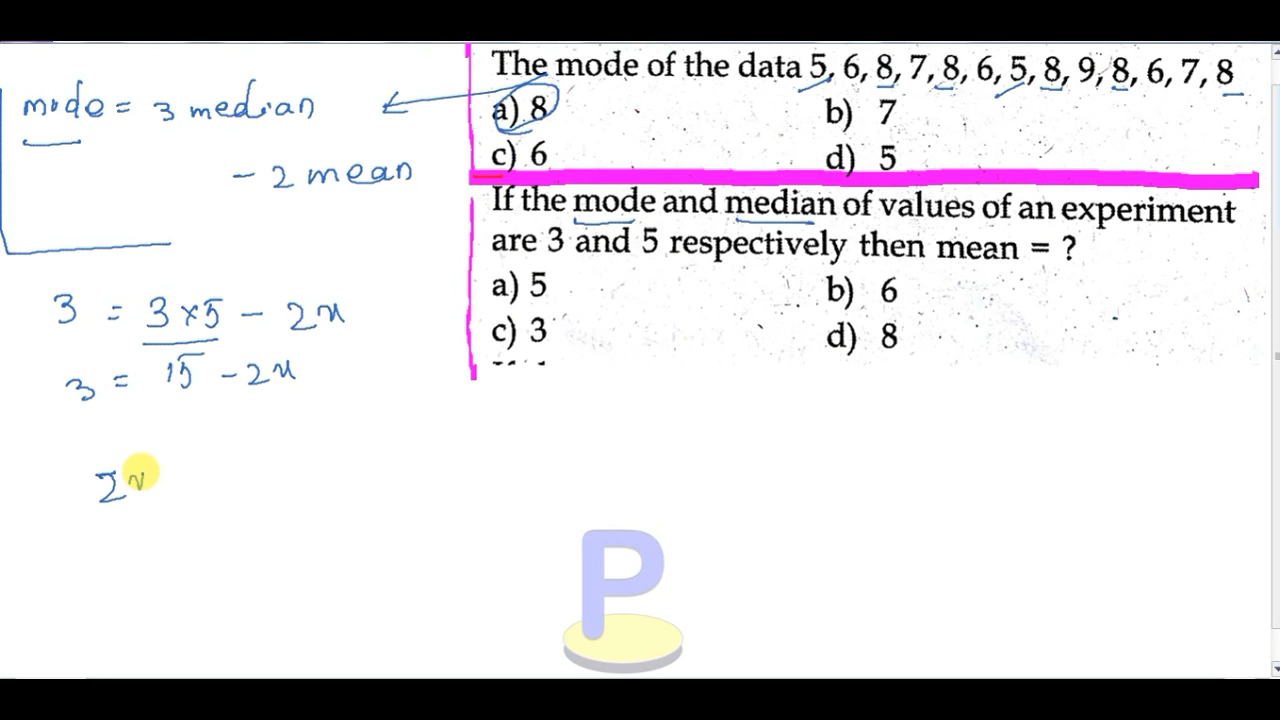 The mode of the data 5, 6, 8, 7, 8, 6, 5, 8, 9, 8, 6, 7, 8
a) 8 b) 7
c) 6 d) 5
If the mode and median of values of an experiment
are 3 and 5 respectively then mean = ?
a) 5 b) 6
c) 3 d) 8
mode = 3 median
- 2 mean
3 = 3 × 5 - 2x
3 = 15 - 2x
2x
P